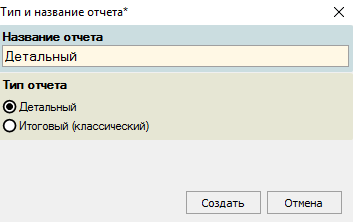 Тип и название отчета*
Название отчета
Детальный
Тип отчета
Детальный
Итоговый (классический)
Создать
Отмена